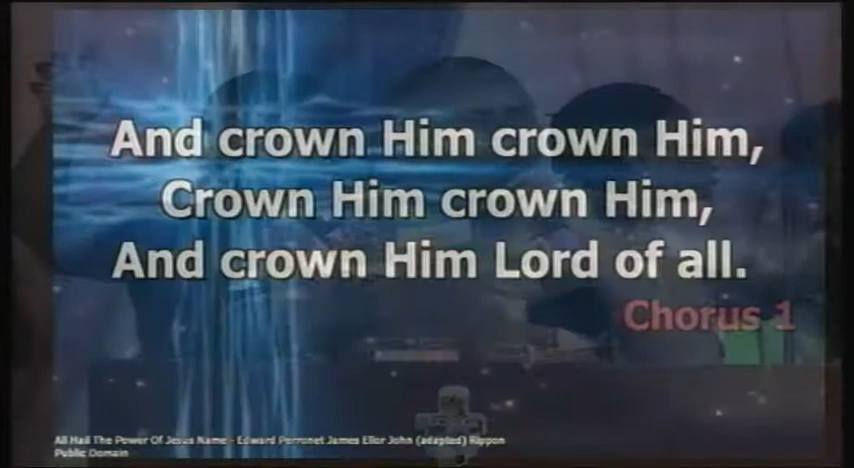 And crown Him crown Him,
Crown Him crown Him,
And crown Him Lord of all.
Chorus 1
All Hail The Power Of Jesus Name - Edward Perronet James Ellor John (adapted) Rippon
Public Domain